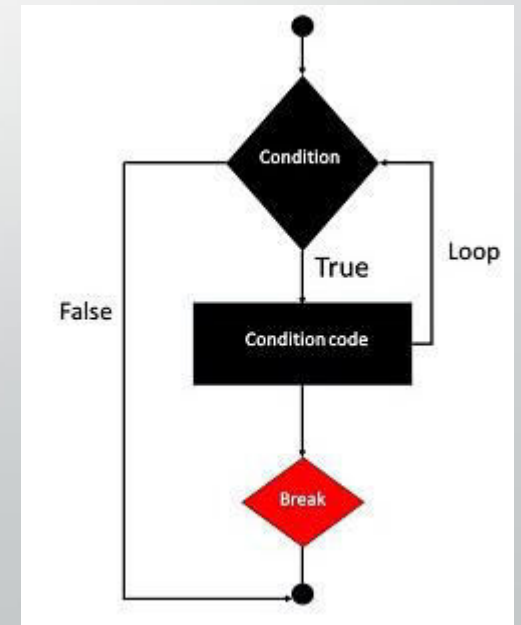 Condition
True
Loop
False
Condition code
Break